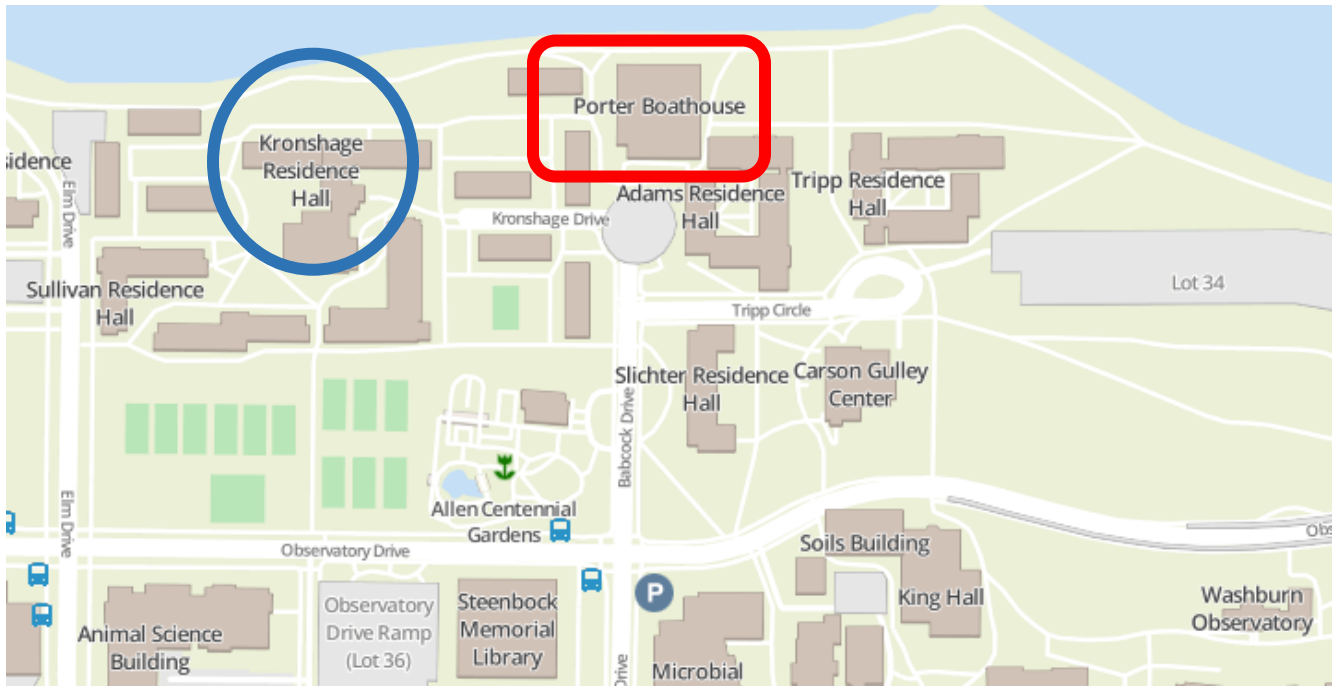 Porter Boathouse
Kronshage
Residence
Hall
sidence
Elm Drive
Adams Residence
Hall
Tripp Residence
Hall
Kronshage Drive
Sullivan Residence
Hall
Lot 34
Tripp Circle
Slichter Residence
Hall
Carson Gulley
Center
Babcock Drive
Allen Centennial
Gardens
Elm Drive
Observatory Drive
Obs
Soils Building
King Hall
Washburn
Observatory
P
Observatory
Drive Ramp
(Lot 36)
Steenbock
Memorial
Library
Animal Science
Building
Microbial
Drive